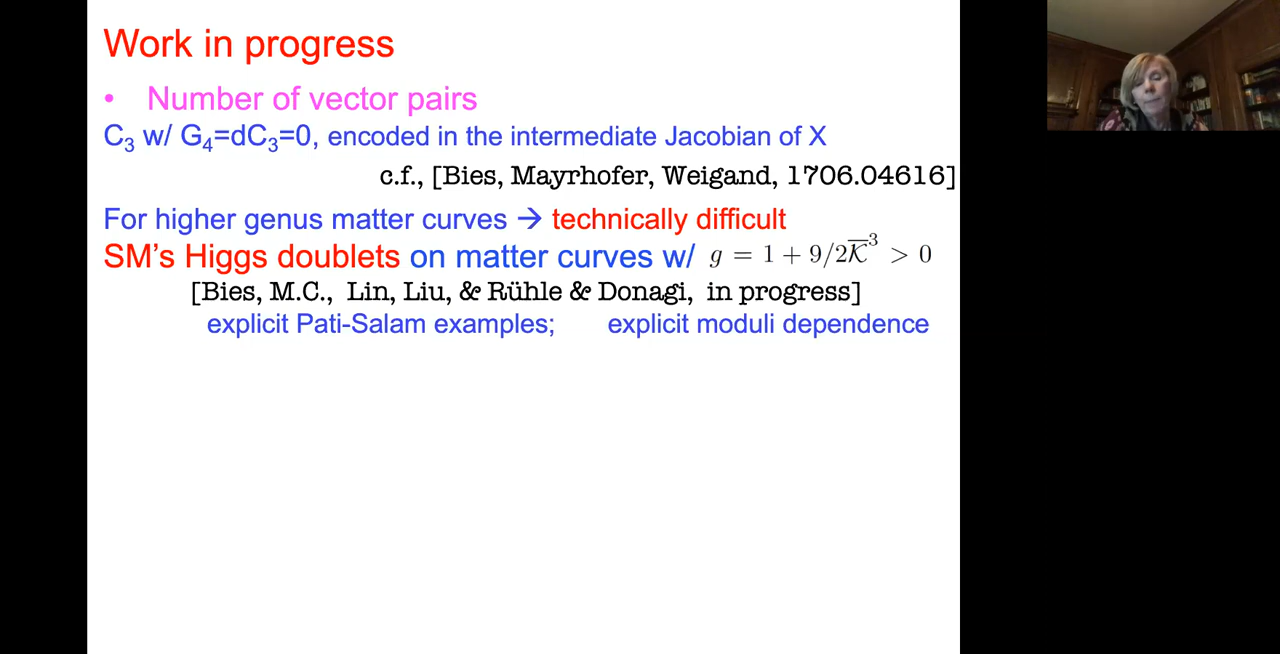 Work in progress
• Number of vector pairs
C₃ w/ G₄=dC₃=0, encoded in the intermediate Jacobian of X
c.f., [Bies, Mayrhofer, Weigand, 1706.04616]
For higher genus matter curves → technically difficult
SM's Higgs doublets on matter curves w/ g = 1 + 9/2K̅³ > 0
[Bies, M.C., Lin, Liu, & Rühle & Donagi, in progress]
explicit Pati-Salam examples; explicit moduli dependence